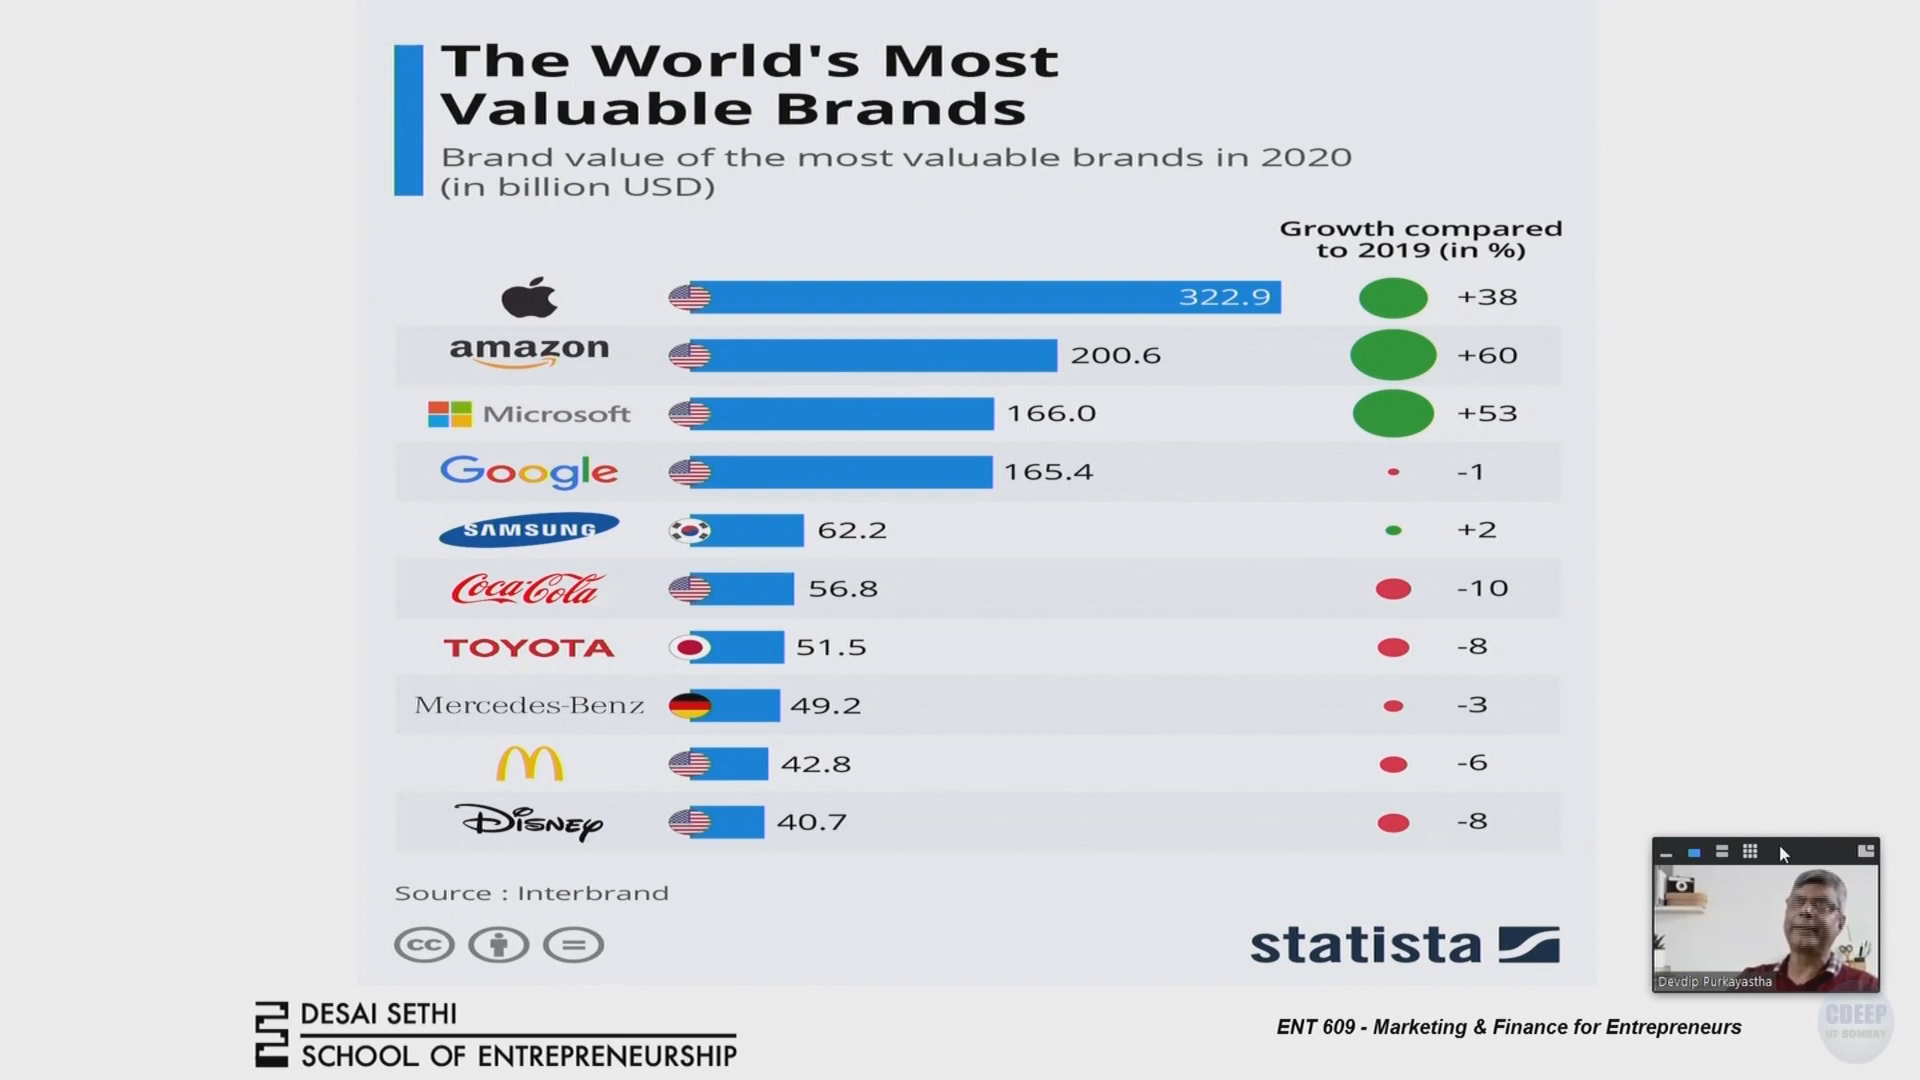 The World's Most
Valuable Brands
Brand value of the most valuable brands in 2020
(in billion USD)
Growth compared
to 2019 (in %)
322.9 +38
amazon 200.6 +60
Microsoft 166.0 +53
Google 165.4 -1
SAMSUNG 62.2 +2
Coca-Cola 56.8 -10
TOYOTA 51.5 -8
Mercedes-Benz 49.2 -3
42.8 -6
Disney 40.7 -8
Source : Interbrand
cc
statista
Devdip Purkayastha
DESAI SETHI
SCHOOL OF ENTREPRENEURSHIP
ENT 609 - Marketing & Finance for Entrepreneurs
CDEEP
IIT BOMBAY